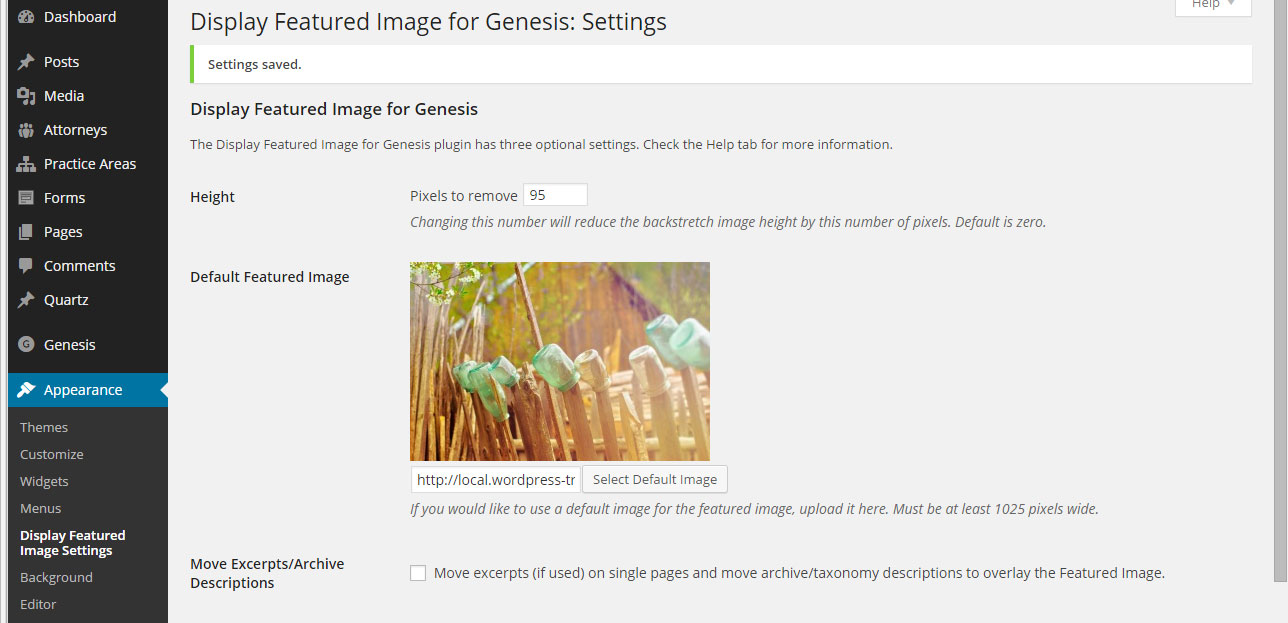 Dashboard
Posts
Media
Attorneys
Practice Areas
Forms
Pages
Comments
Quartz
G Genesis
Appearance
Themes
Customize
Widgets
Menus
Display Featured
Image Settings
Background
Editor
Help
Display Featured Image for Genesis: Settings
Settings saved.
Display Featured Image for Genesis
The Display Featured Image for Genesis plugin has three optional settings. Check the Help tab for more information.
Height
Pixels to remove 95
Changing this number will reduce the backstretch image height by this number of pixels. Default is zero.
Default Featured Image
http://local.wordpress-tr Select Default Image
If you would like to use a default image for the featured image, upload it here. Must be at least 1025 pixels wide.
Move Excerpts/Archive
Descriptions
Move excerpts (if used) on single pages and move archive/taxonomy descriptions to overlay the Featured Image.